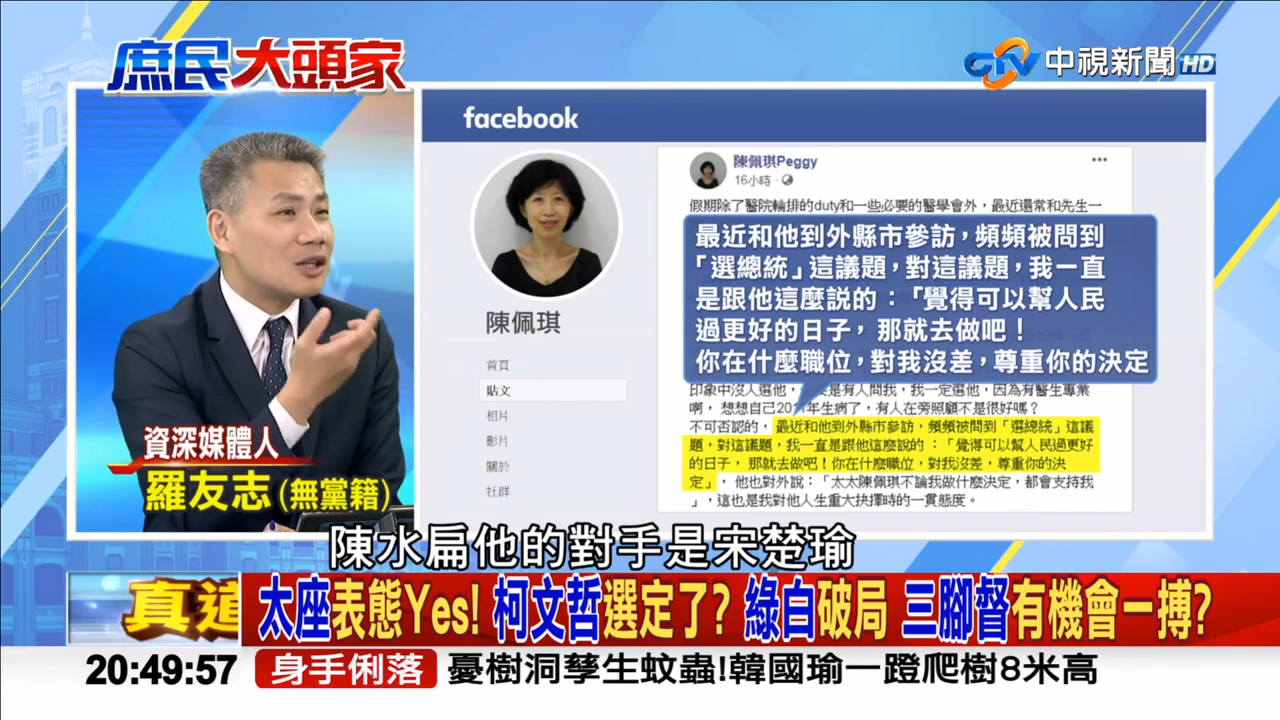 庶民大頭家
CTV 中視新聞HD
facebook
陳佩琪Peggy
16小時
假期除了醫院輪排的duty和一些必要的醫學會外，最近還常和先生一
最近和他到外縣市參訪，頻頻被問到
「選總統」這議題，對這議題，我一直
是跟他這麼說的：「覺得可以幫人民
過更好的日子， 那就去做吧！
你在什麼職位，對我沒差，尊重你的決定
陳佩琪
首頁
貼文
相片
影片
關於
社群
印象中沒人選他，是有人問我，我一定選他，因為有醫生專業
啊， 想想自己年生病了，有人在旁照顧不是很好嗎？
不可否認的， 最近和他到外縣市參訪，頻頻被問到「選總統」這議
題，對這議題，我一直是跟他這麼說的：「覺得可以幫人民過更好
的日子， 那就去做吧！你在什麼職位，對我沒差，尊重你的決
定」， 他也對外說：「太太陳佩琪不論我做什麼決定，都會支持我
」，這也是我對他人生重大抉擇時的一貫態度。
資深媒體人
羅友志(無黨籍)
陳水扁他的對手是宋楚瑜
真道
太座表態Yes! 柯文哲選定了? 綠白破局 三腳督有機會一搏?
20:49:57 身手俐落 憂樹洞孳生蚊蟲!韓國瑜一蹬爬樹8米高